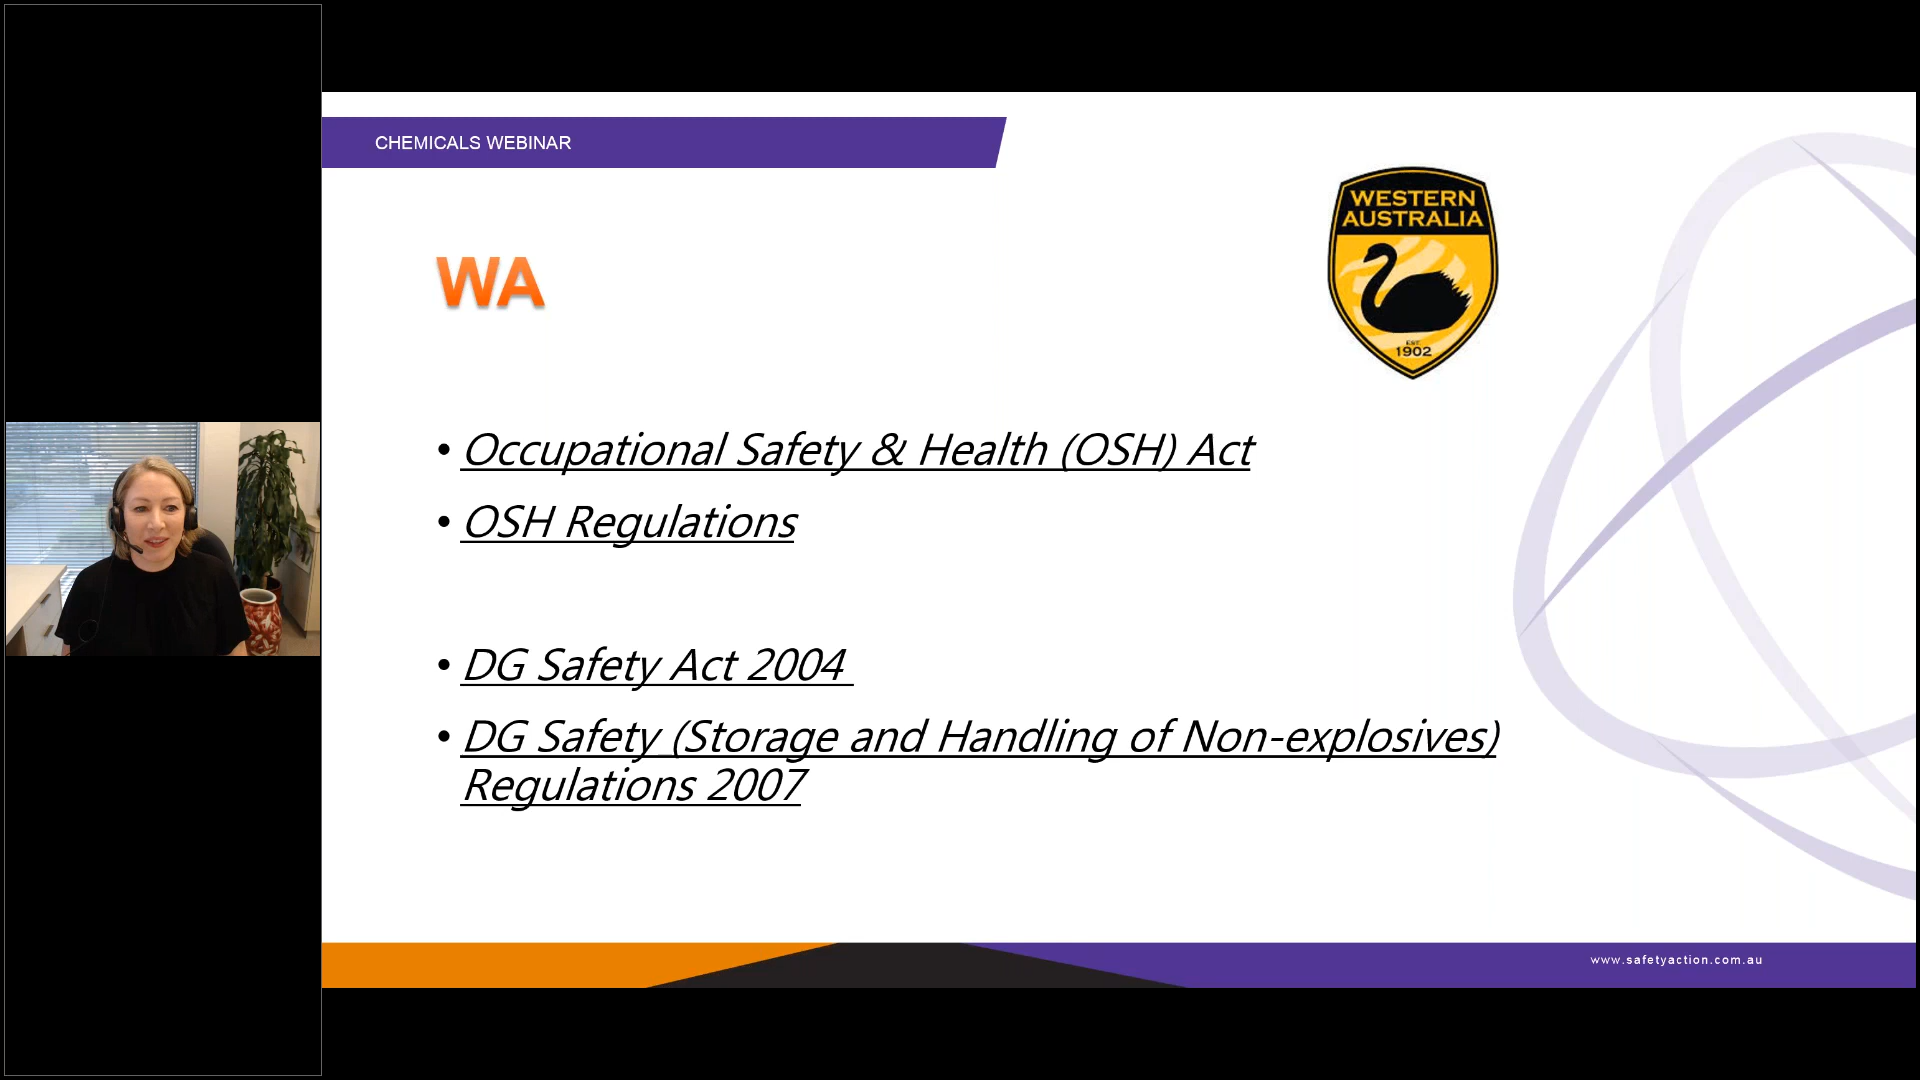 CHEMICALS WEBINAR
WESTERN
AUSTRALIA
EST.
1902
WA
• Occupational Safety & Health (OSH) Act
• OSH Regulations
• DG Safety Act 2004
• DG Safety (Storage and Handling of Non-explosives)
Regulations 2007
www.safetyaction.com.au